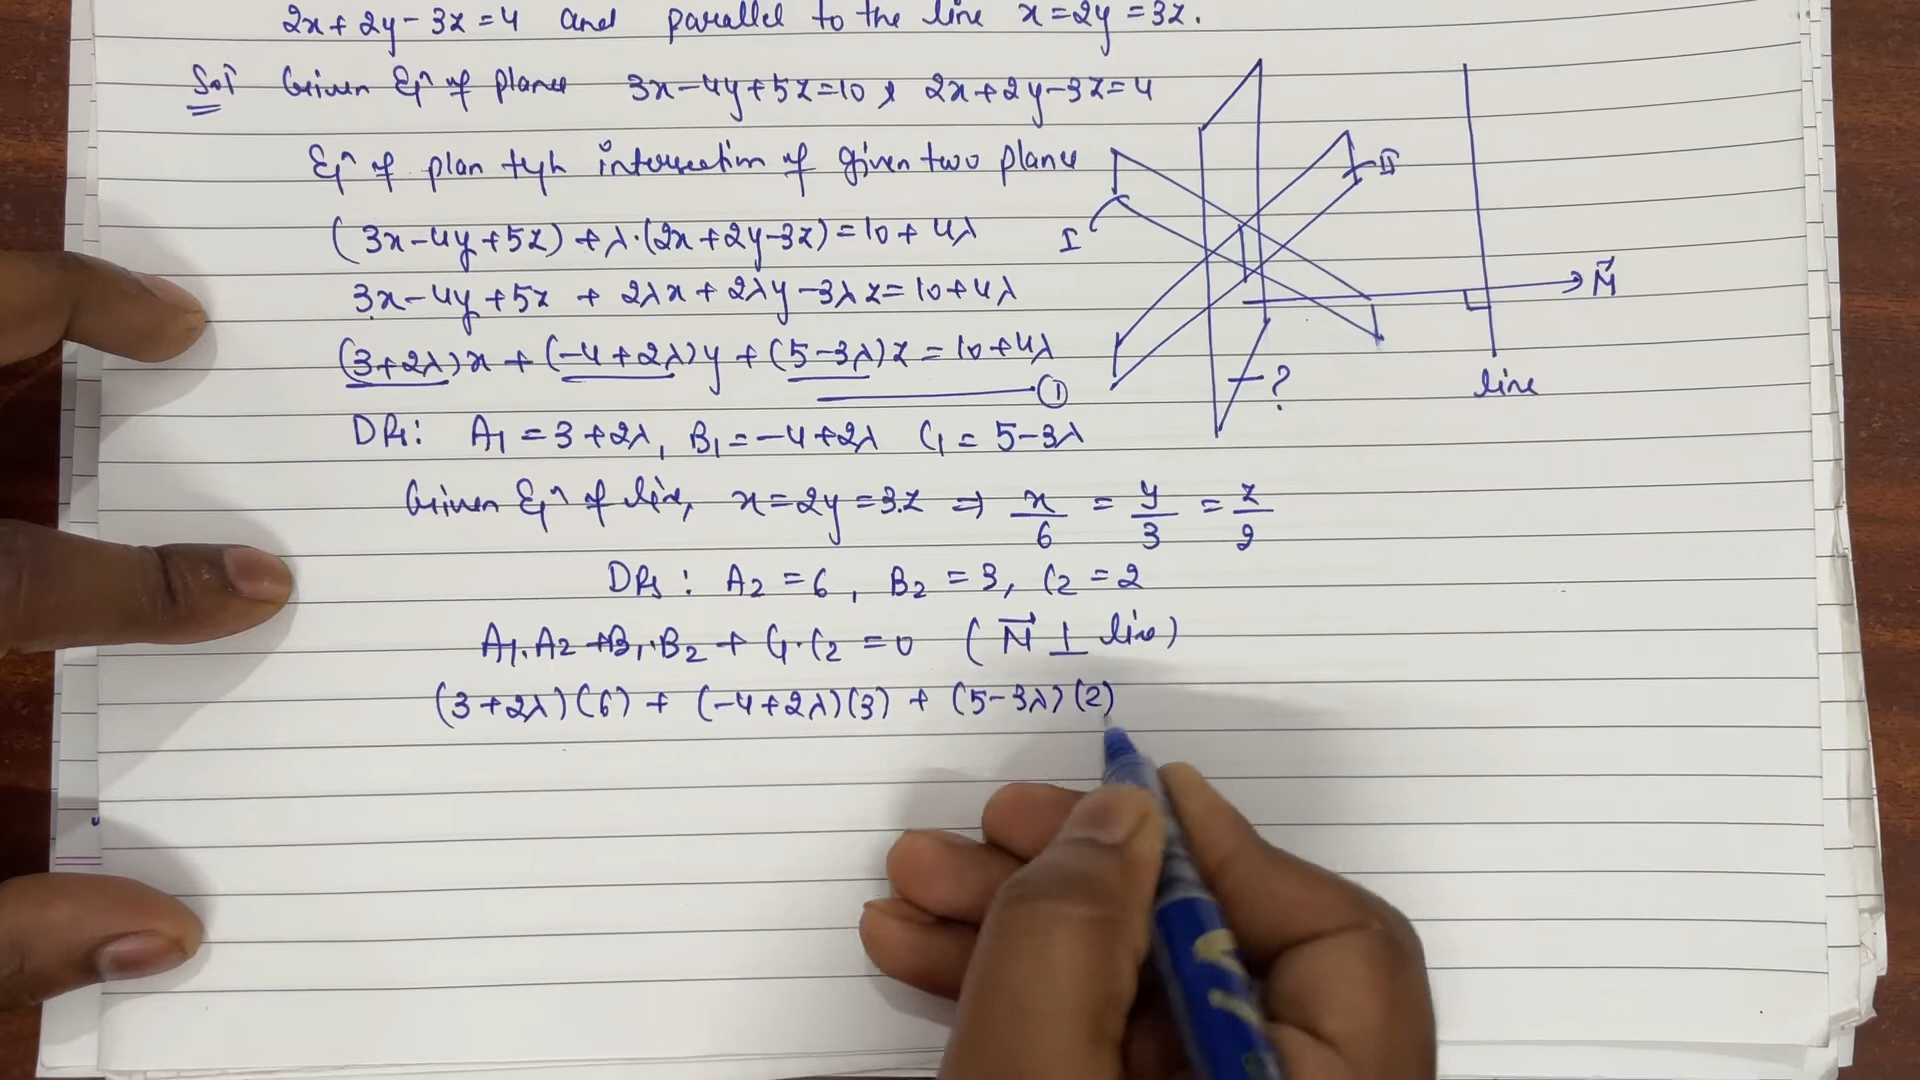 2x + 2y - 3z = 4 and parallel to the line x = 2y = 3z.
Sol Given Eqn of planes 3x - 4y + 5z = 10 & 2x + 2y - 3z = 4
Eqn of plan tgh intersection of given two planes
(3x - 4y + 5z) + λ·(2x + 2y - 3z) = 10 + 4λ
3x - 4y + 5z + 2λx + 2λy - 3λz = 10 + 4λ
(3 + 2λ)x + (-4 + 2λ)y + (5 - 3λ)z = 10 + 4λ
①
DRs: A₁ = 3 + 2λ, B₁ = -4 + 2λ C₁ = 5 - 3λ
Given Eqn of line, x = 2y = 3z ⇒ x/6 = y/3 = z/2
DRs : A₂ = 6, B₂ = 3, C₂ = 2
A₁·A₂ + B₁·B₂ + C₁·C₂ = 0 (N⃗ ⊥ line)
(3 + 2λ)(6) + (-4 + 2λ)(3) + (5 - 3λ)(2)
I
II
N⃗
?
line